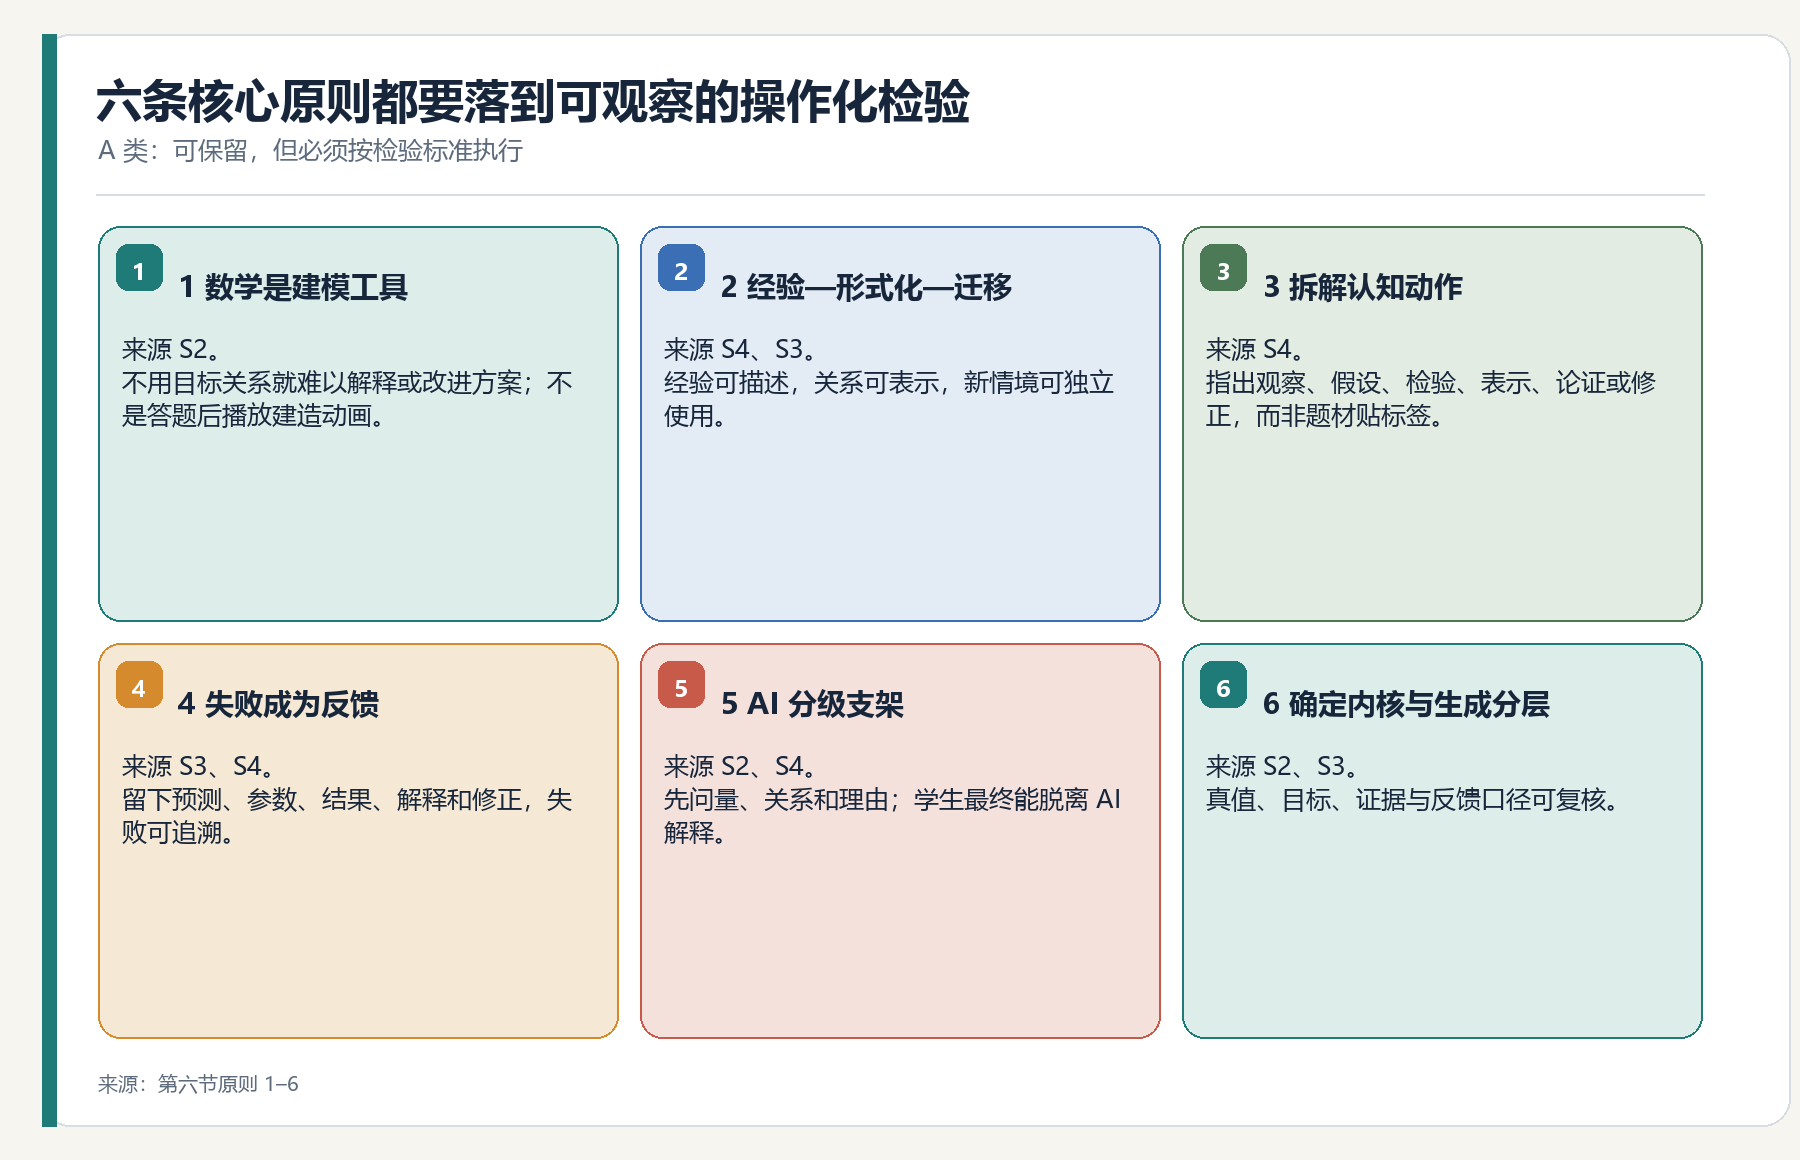 六条核心原则都要落到可观察的操作化检验
A 类：可保留，但必须按检验标准执行
1
1 数学是建模工具
来源 S2。
不用目标关系就难以解释或改进方案；不
是答题后播放建造动画。
2
2 经验—形式化—迁移
来源 S4、S3。
经验可描述，关系可表示，新情境可独立
使用。
3
3 拆解认知动作
来源 S4。
指出观察、假设、检验、表示、论证或修
正，而非题材贴标签。
4
4 失败成为反馈
来源 S3、S4。
留下预测、参数、结果、解释和修正，失
败可追溯。
5
5 AI 分级支架
来源 S2、S4。
先问量、关系和理由；学生最终能脱离 AI
解释。
6
6 确定内核与生成分层
来源 S2、S3。
真值、目标、证据与反馈口径可复核。
来源：第六节原则 1–6